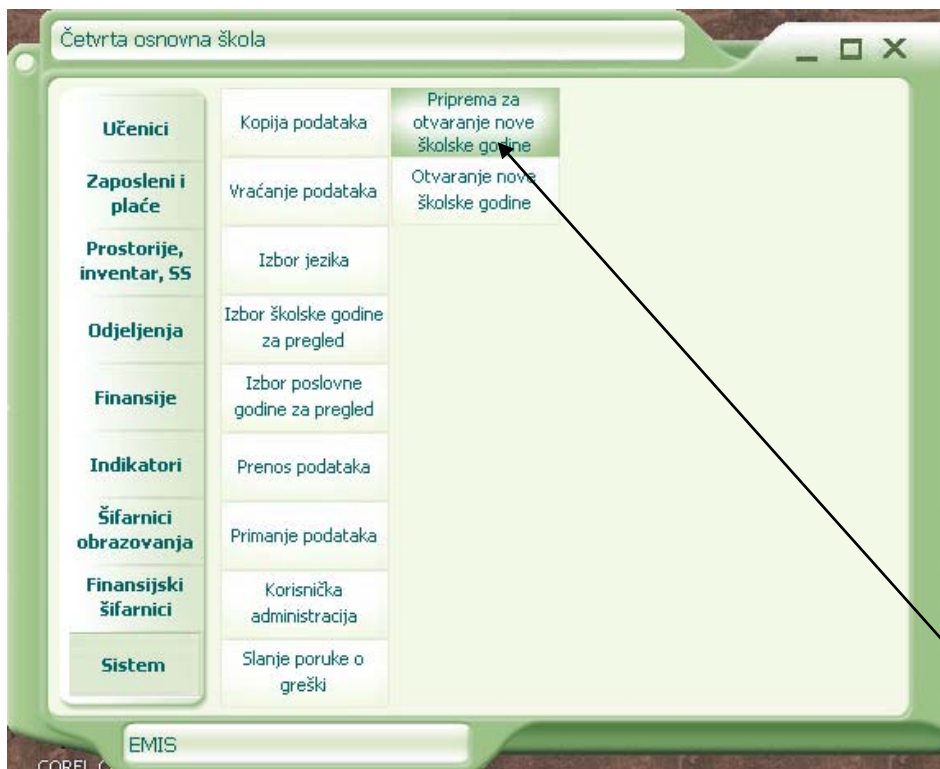 Četvrta osnovna škola
Učenici
Zaposleni i
plaće
Prostorije,
inventar, SS
Odjeljenja
Finansije
Indikatori
Šifarnici
obrazovanja
Finansijski
šifarnici
Sistem
Kopija podataka
Vraćanje podataka
Izbor jezika
Izbor školske godine
za pregled
Izbor poslovne
godine za pregled
Prenos podataka
Primanje podataka
Korisnička
administracija
Slanje poruke o
greški
Priprema za
otvaranje nove
školske godine
Otvaranje nove
školske godine
EMIS
COREL